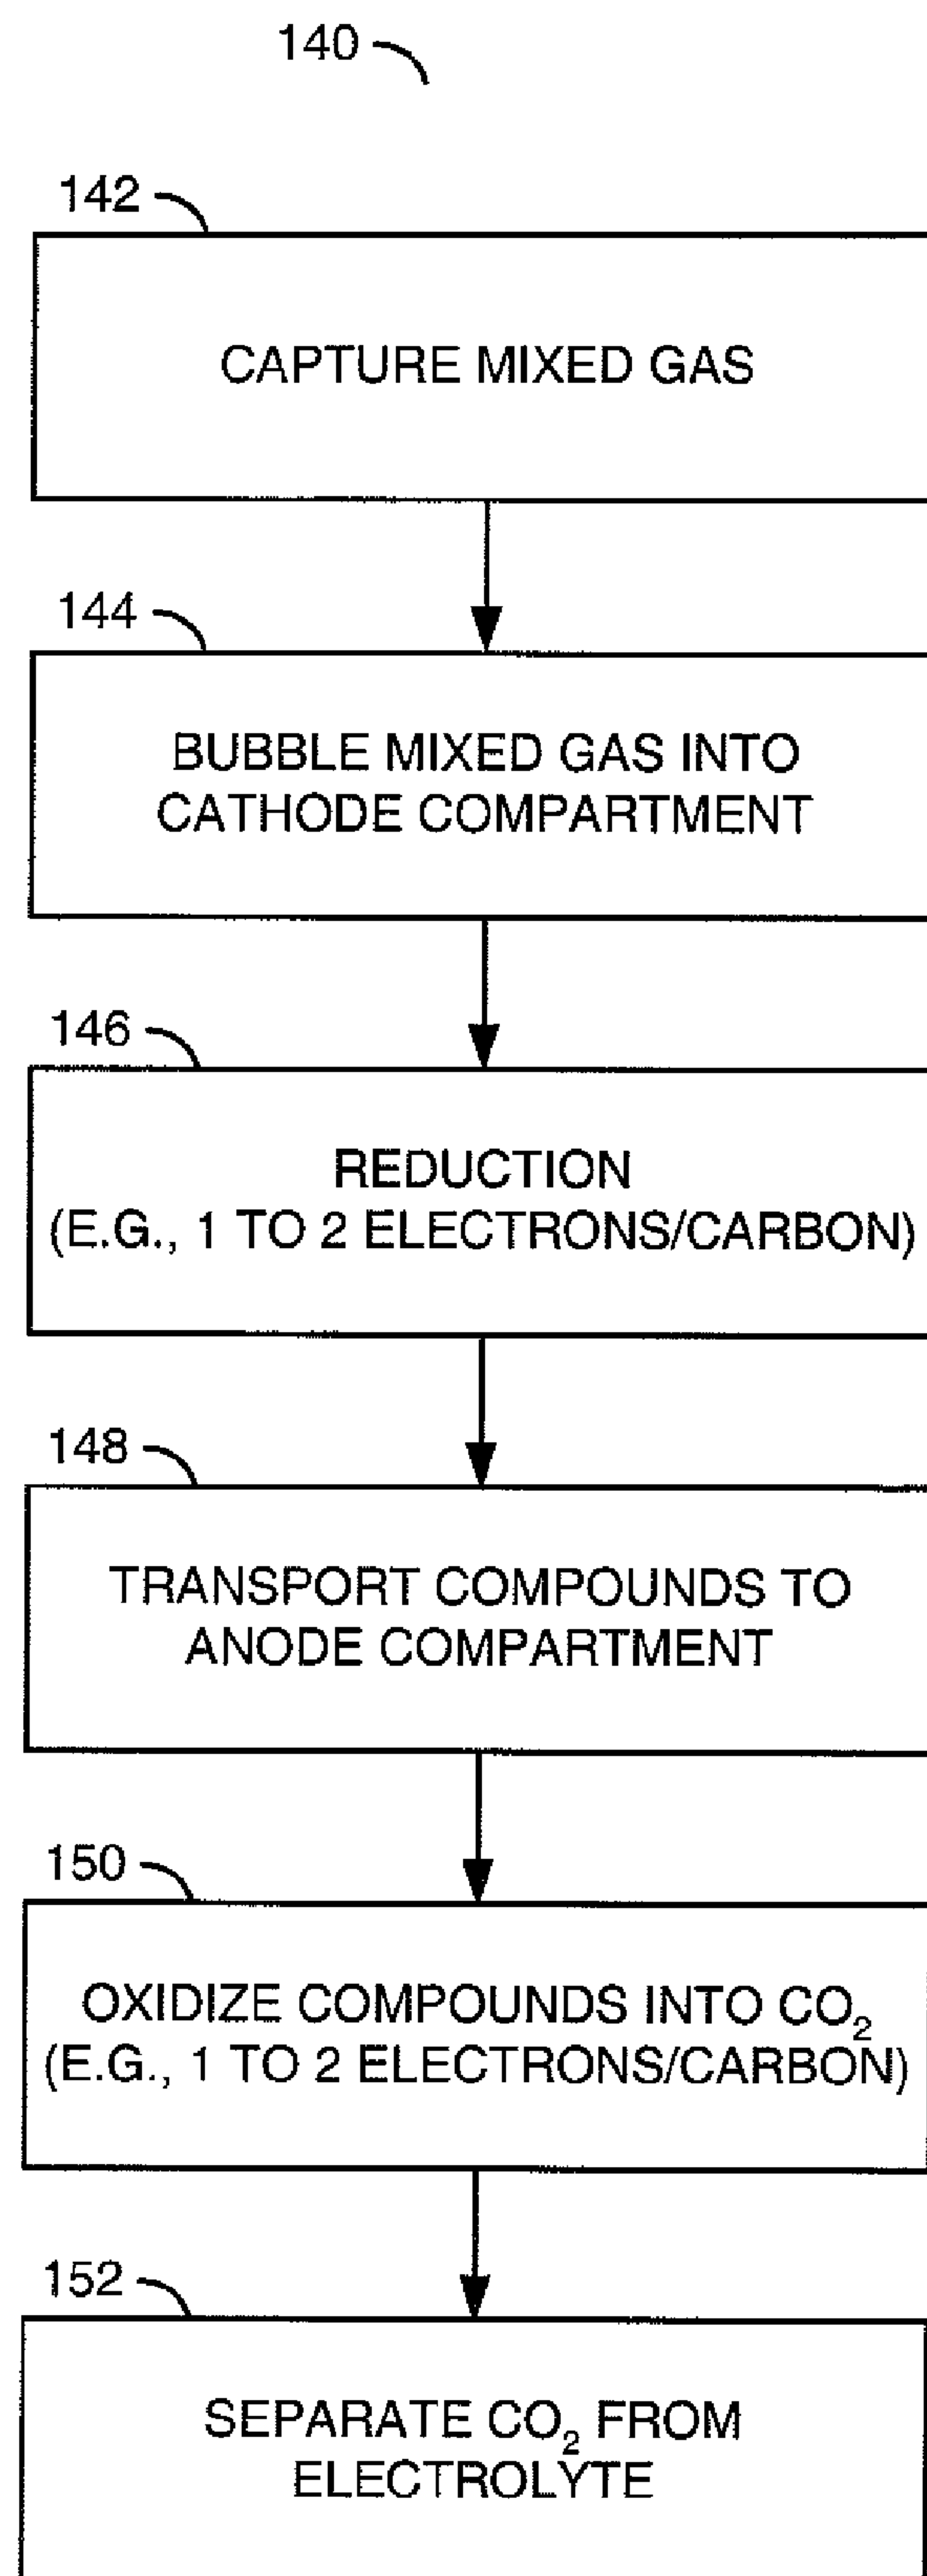 140
142
CAPTURE MIXED GAS
144
BUBBLE MIXED GAS INTO
CATHODE COMPARTMENT
146
REDUCTION
(E.G., 1 TO 2 ELECTRONS/CARBON)
148
TRANSPORT COMPOUNDS TO
ANODE COMPARTMENT
150
OXIDIZE COMPOUNDS INTO CO₂
(E.G., 1 TO 2 ELECTRONS/CARBON)
152
SEPARATE CO₂ FROM
ELECTROLYTE